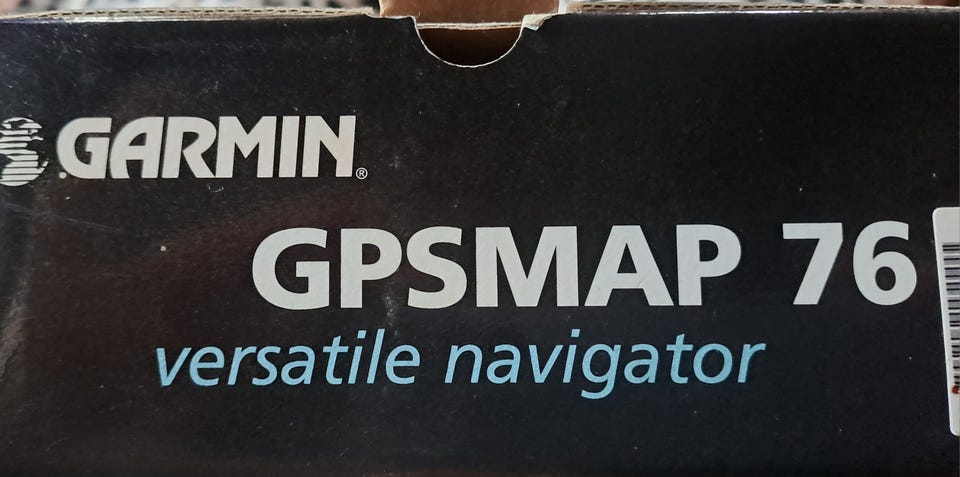 GARMIN®
GPSMAP 76
versatile navigator